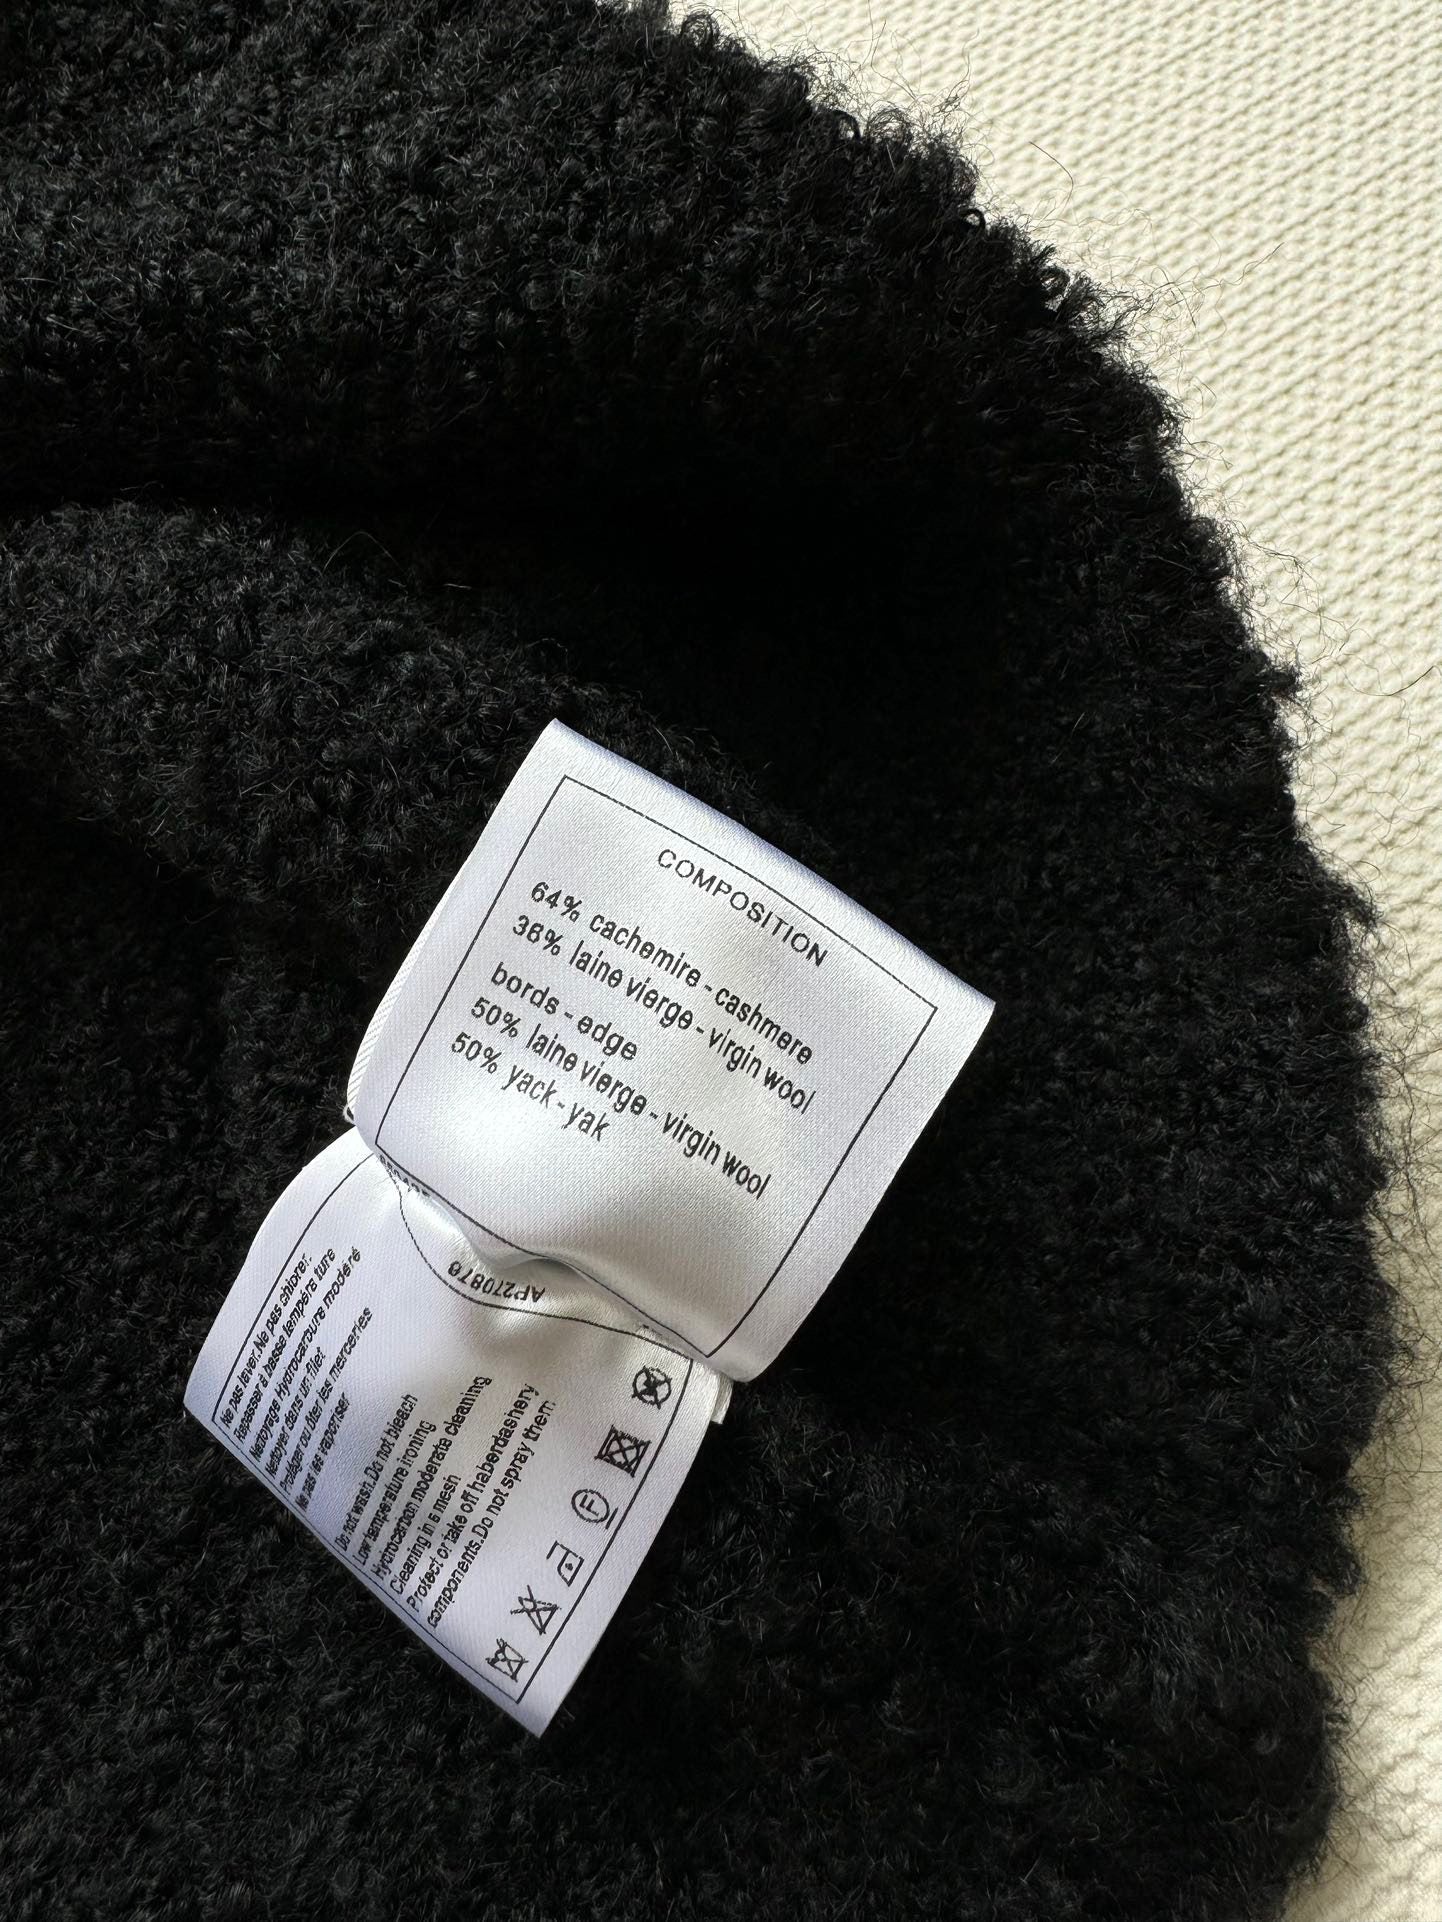 COMPOSITION
64% cachemire - cashmere
36% laine vierge - virgin wool
bords - edge
50% laine vierge - virgin wool
50% yack - yak
AP270870
Ne pas laver.Ne pas chlorer.
Repasser à basse tempéra ture
Nettoyage Hydrocarbure modéré
Nettoyer dans un filet
Protéger ou ôter les merceries
Ne pas les vaporiser
Do not wash.Do not bleach
Low temperature ironing
Hydrocarbon moderate cleaning
Cleaning in a mesh
Protect or take off haberdashery
components.Do not spray them.
F